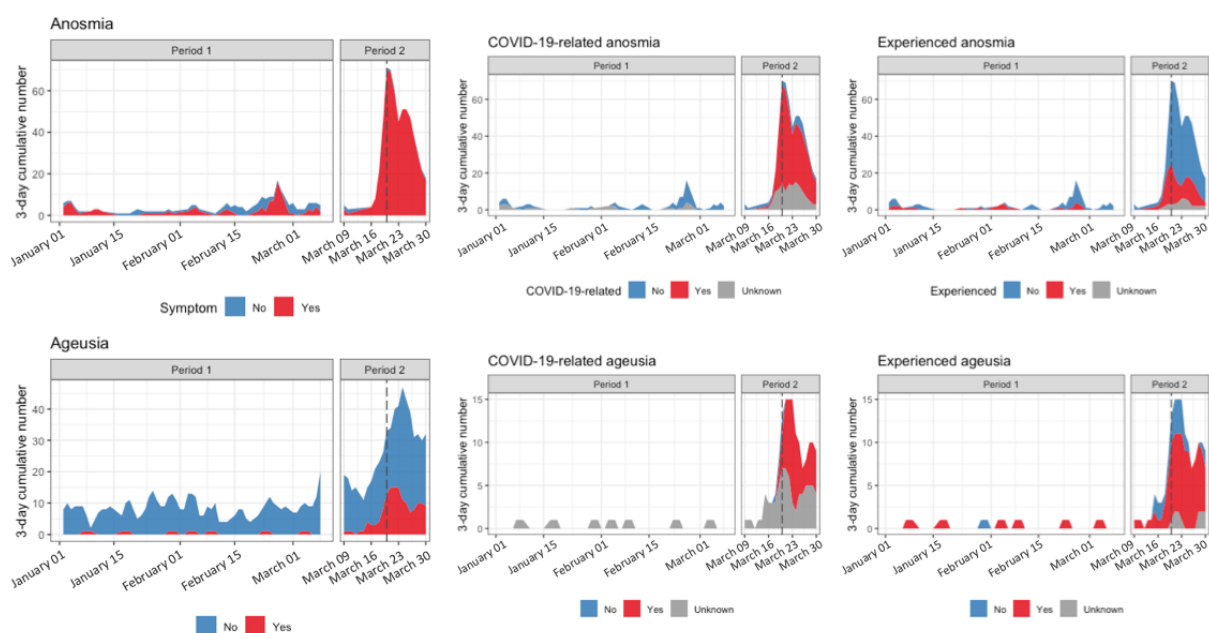 Anosmia
Period 1 Period 2
3-day cumulative number
60
40
20
0
January 01 January 15 February 01 February 15 March 01 March 09 March 16 March 23 March 30
Symptom No Yes
COVID-19-related anosmia
Period 1 Period 2
3-day cumulative number
60
40
20
0
January 01 January 15 February 01 February 15 March 01 March 09 March 16 March 23 March 30
COVID-19-related No Yes Unknown
Experienced anosmia
Period 1 Period 2
3-day cumulative number
60
40
20
0
January 01 January 15 February 01 February 15 March 01 March 09 March 16 March 23 March 30
Experienced No Yes Unknown
Ageusia
Period 1 Period 2
3-day cumulative number
40
30
20
10
0
January 01 January 15 February 01 February 15 March 01 March 09 March 16 March 23 March 30
No Yes
COVID-19-related ageusia
Period 1 Period 2
3-day cumulative number
15
10
5
0
January 01 January 15 February 01 February 15 March 01 March 09 March 16 March 23 March 30
No Yes Unknown
Experienced ageusia
Period 1 Period 2
3-day cumulative number
15
10
5
0
January 01 January 15 February 01 February 15 March 01 March 09 March 16 March 23 March 30
No Yes Unknown